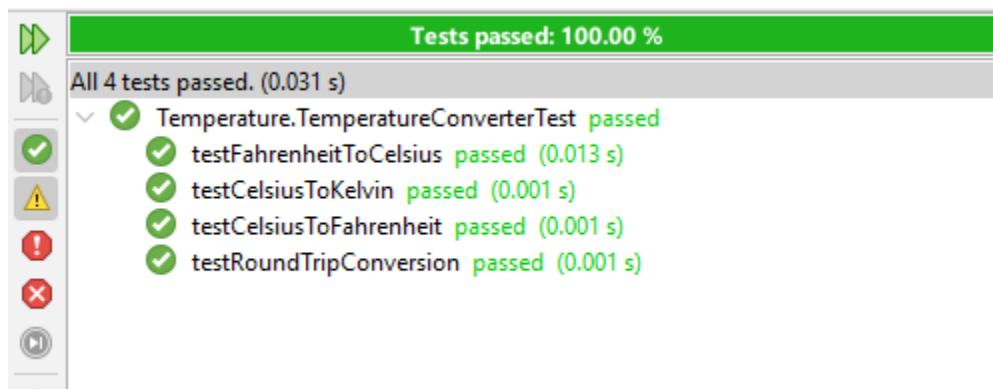 Tests passed: 100.00 %
All 4 tests passed. (0.031 s)
Temperature.TemperatureConverterTest passed
testFahrenheitToCelsius passed (0.013 s)
testCelsiusToKelvin passed (0.001 s)
testCelsiusToFahrenheit passed (0.001 s)
testRoundTripConversion passed (0.001 s)